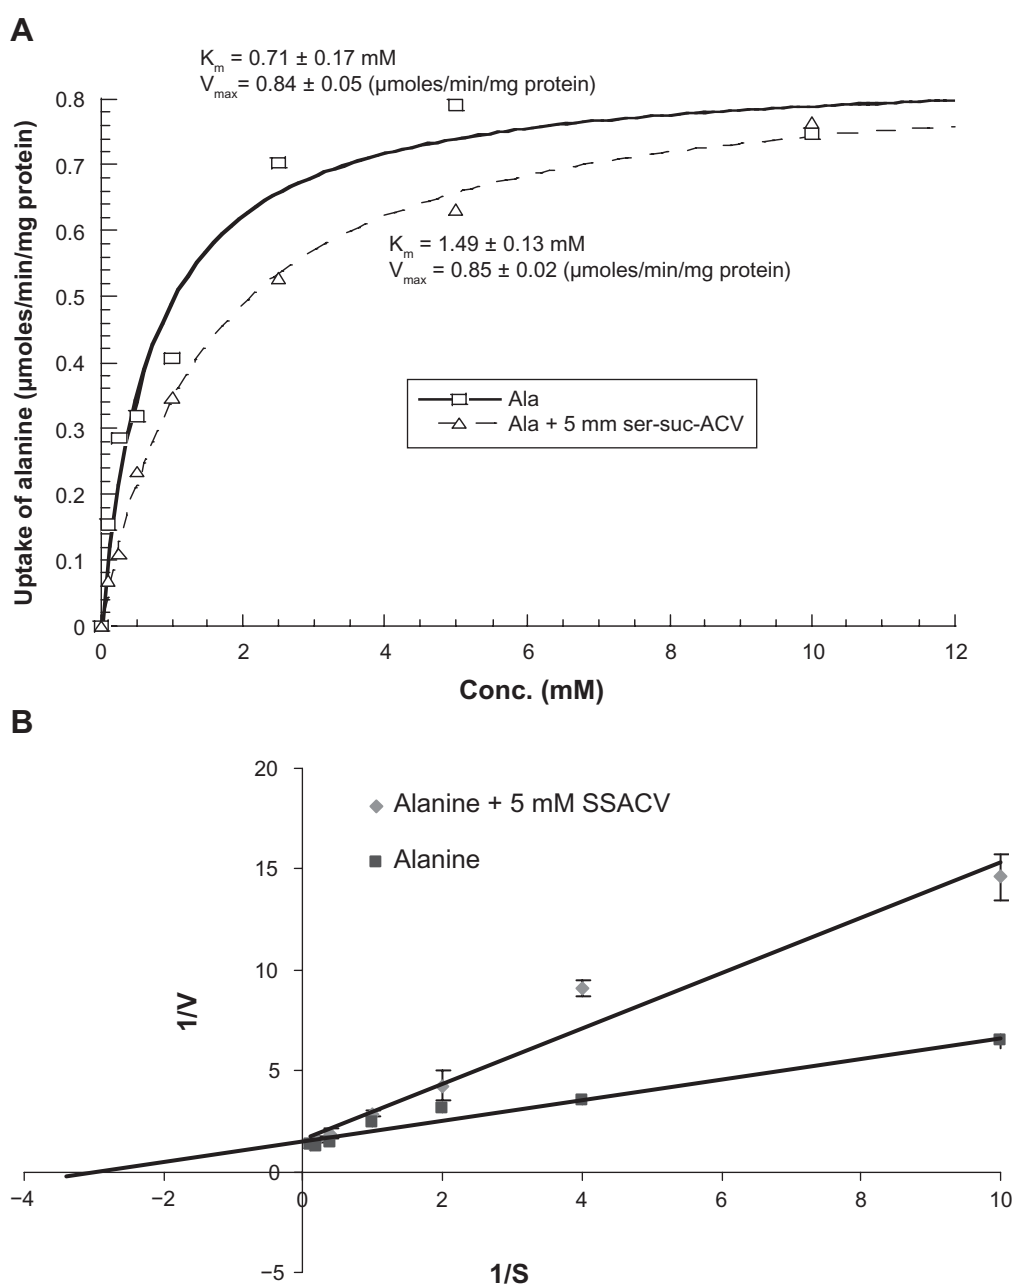 A
Km = 0.71 ± 0.17 mM
Vmax= 0.84 ± 0.05 (µmoles/min/mg protein)
0.8
0.7
0.6
0.5
0.4
0.3
0.2
0.1
0
Uptake of alanine (µmoles/min/mg protein)
Km = 1.49 ± 0.13 mM
Vmax = 0.85 ± 0.02 (µmoles/min/mg protein)
Ala
Ala + 5 mm ser-suc-ACV
0 2 4 6 8 10 12
Conc. (mM)
B
20
15
10
5
0
−5
1/V
Alanine + 5 mM SSACV
Alanine
−4 −2 0 2 4 6 8 10
1/S